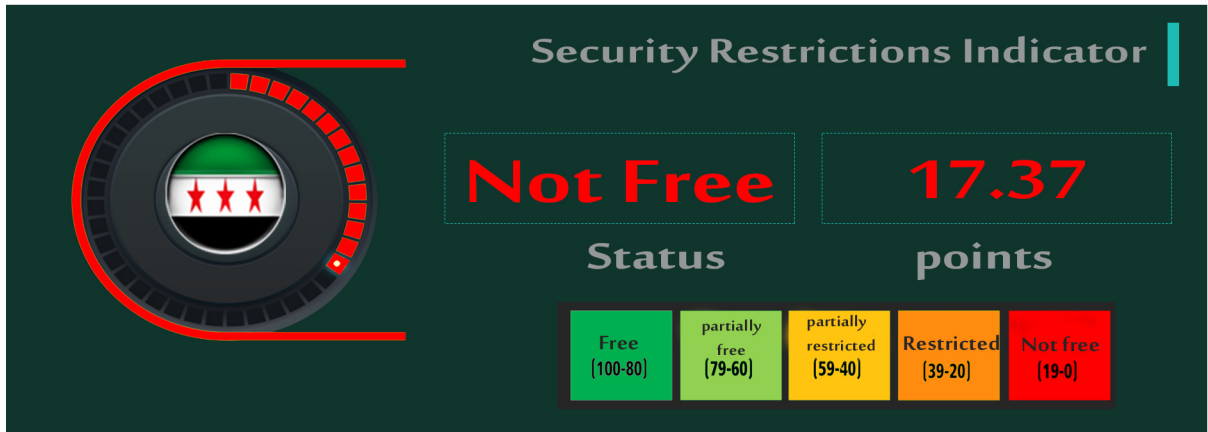 Security Restrictions Indicator
Not Free
17.37
Status
points
Free
(100-80)
partially
free
(79-60)
partially
restricted
(59-40)
Restricted
(39-20)
Not free
(19-0)